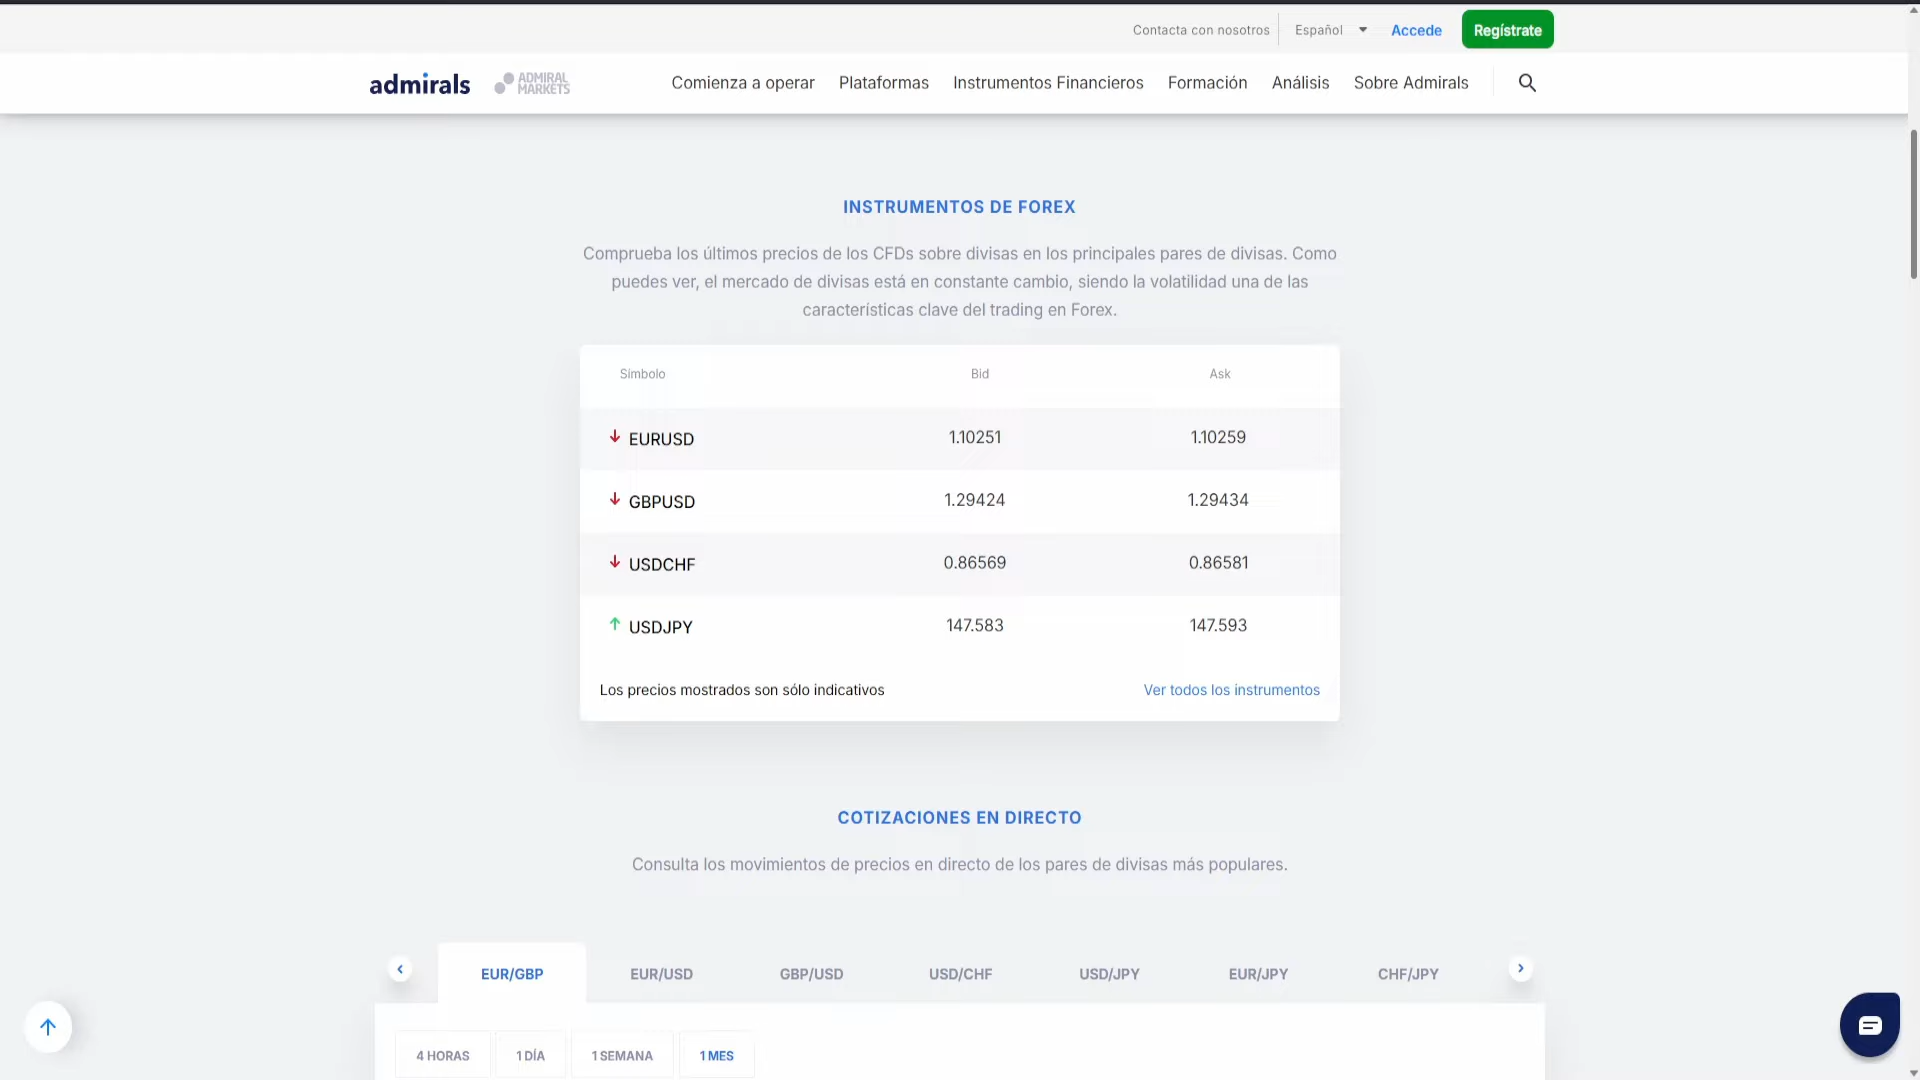 Contacta con nosotros
Español
Accede
Regístrate
admirals
ADMIRAL MARKETS
Comienza a operar
Plataformas
Instrumentos Financieros
Formación
Análisis
Sobre Admirals
INSTRUMENTOS DE FOREX
Comprueba los últimos precios de los CFDs sobre divisas en los principales pares de divisas. Como
puedes ver, el mercado de divisas está en constante cambio, siendo la volatilidad una de las
características clave del trading en Forex.
Símbolo Bid Ask
EURUSD 1.10251 1.10259
GBPUSD 1.29424 1.29434
USDCHF 0.86569 0.86581
USDJPY 147.583 147.593
Los precios mostrados son sólo indicativos
Ver todos los instrumentos
COTIZACIONES EN DIRECTO
Consulta los movimientos de precios en directo de los pares de divisas más populares.
EUR/GBP EUR/USD GBP/USD USD/CHF USD/JPY EUR/JPY CHF/JPY
4 HORAS 1 DÍA 1 SEMANA 1 MES